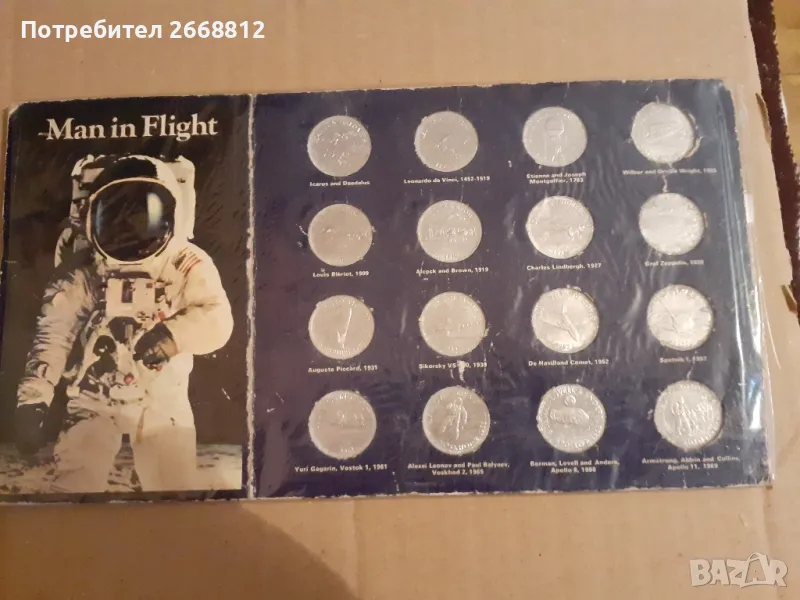 Потребител 2668812
Man in Flight
Icarus and Daedalus
Leonardo da Vinci, 1452-1519
Etienne and Joseph
Montgolfier, 1783
Wilbur and Orville Wright, 1903
Louis Blériot, 1909
Alcock and Brown, 1919
Charles Lindbergh, 1927
Graf Zeppelin,
Auguste Piccard, 1931
Sikorsky VS-300, 1939
De Havilland Comet, 1952
Sputnik 1, 1957
Yuri Gagarin, Vostok 1, 1961
Alexei Leonov and Paul Belyaev,
Voskhod 2, 1965
Borman, Lovell and Anders,
Apollo 8, 1968
Armstrong, Aldrin and Collins,
Apollo 11, 1969
BAZAR